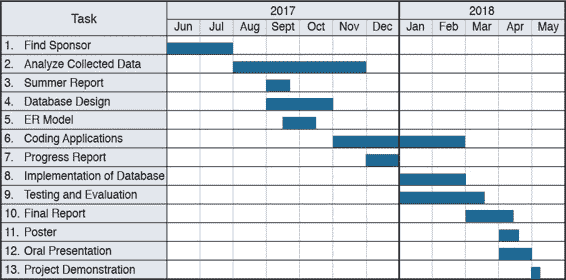 Task
2017
2018
Jun Jul Aug Sept Oct Nov Dec Jan Feb Mar Apr May
1. Find Sponsor
2. Analyze Collected Data
3. Summer Report
4. Database Design
5. ER Model
6. Coding Applications
7. Progress Report
8. Implementation of Database
9. Testing and Evaluation
10. Final Report
11. Poster
12. Oral Presentation
13. Project Demonstration